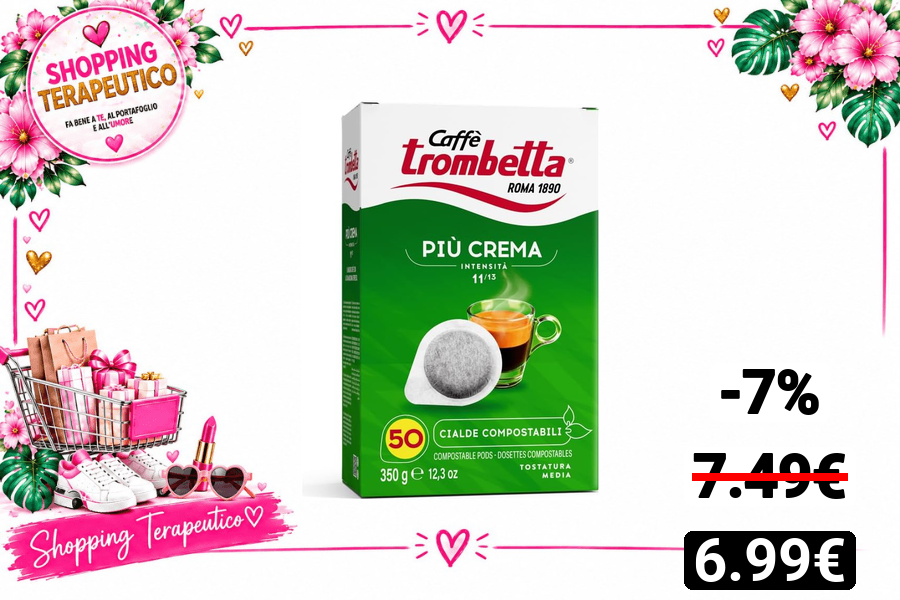 SHOPPING
TERAPEUTICO
FA BENE A TE, AL PORTAFOGLIO
E ALL'UMORE
Caffè
trombetta®
ROMA 1890
PIÙ CREMA
INTENSITÀ
11/13
50
CIALDE COMPOSTABILI
COMPOSTABLE PODS - DOSETTES COMPOSTABLES
350 g e 12,3 oz
TOSTATURA
MEDIA
-7%
7.49€
6.99€
Shopping Terapeutico